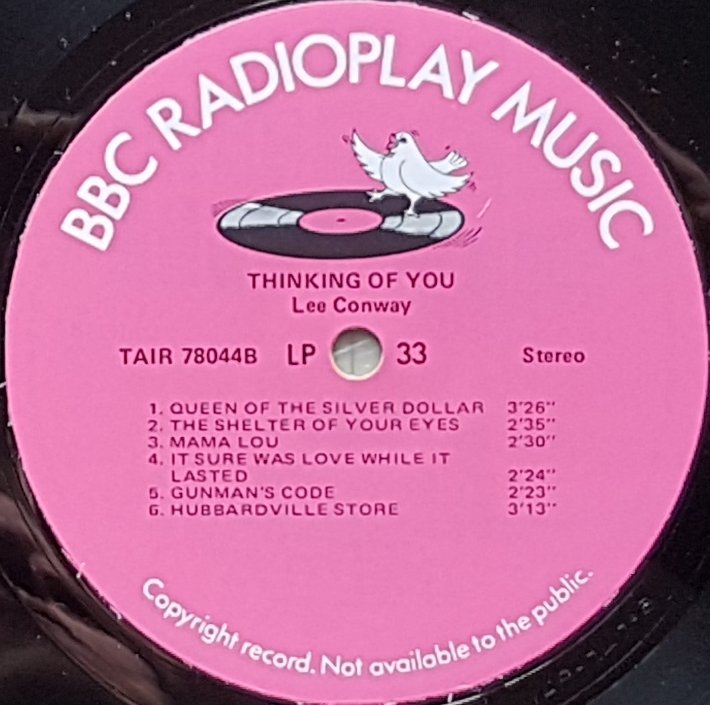 BBC RADIOPLAY MUSIC
THINKING OF YOU
Lee Conway
TAIR 78044B LP 33 Stereo
1. QUEEN OF THE SILVER DOLLAR 3'26"
2. THE SHELTER OF YOUR EYES 2'35"
3. MAMA LOU 2'30"
4. IT SURE WAS LOVE WHILE IT
LASTED 2'24"
5. GUNMAN'S CODE 2'23"
6. HUBBARDVILLE STORE 3'13"
Copyright record. Not available to the public.